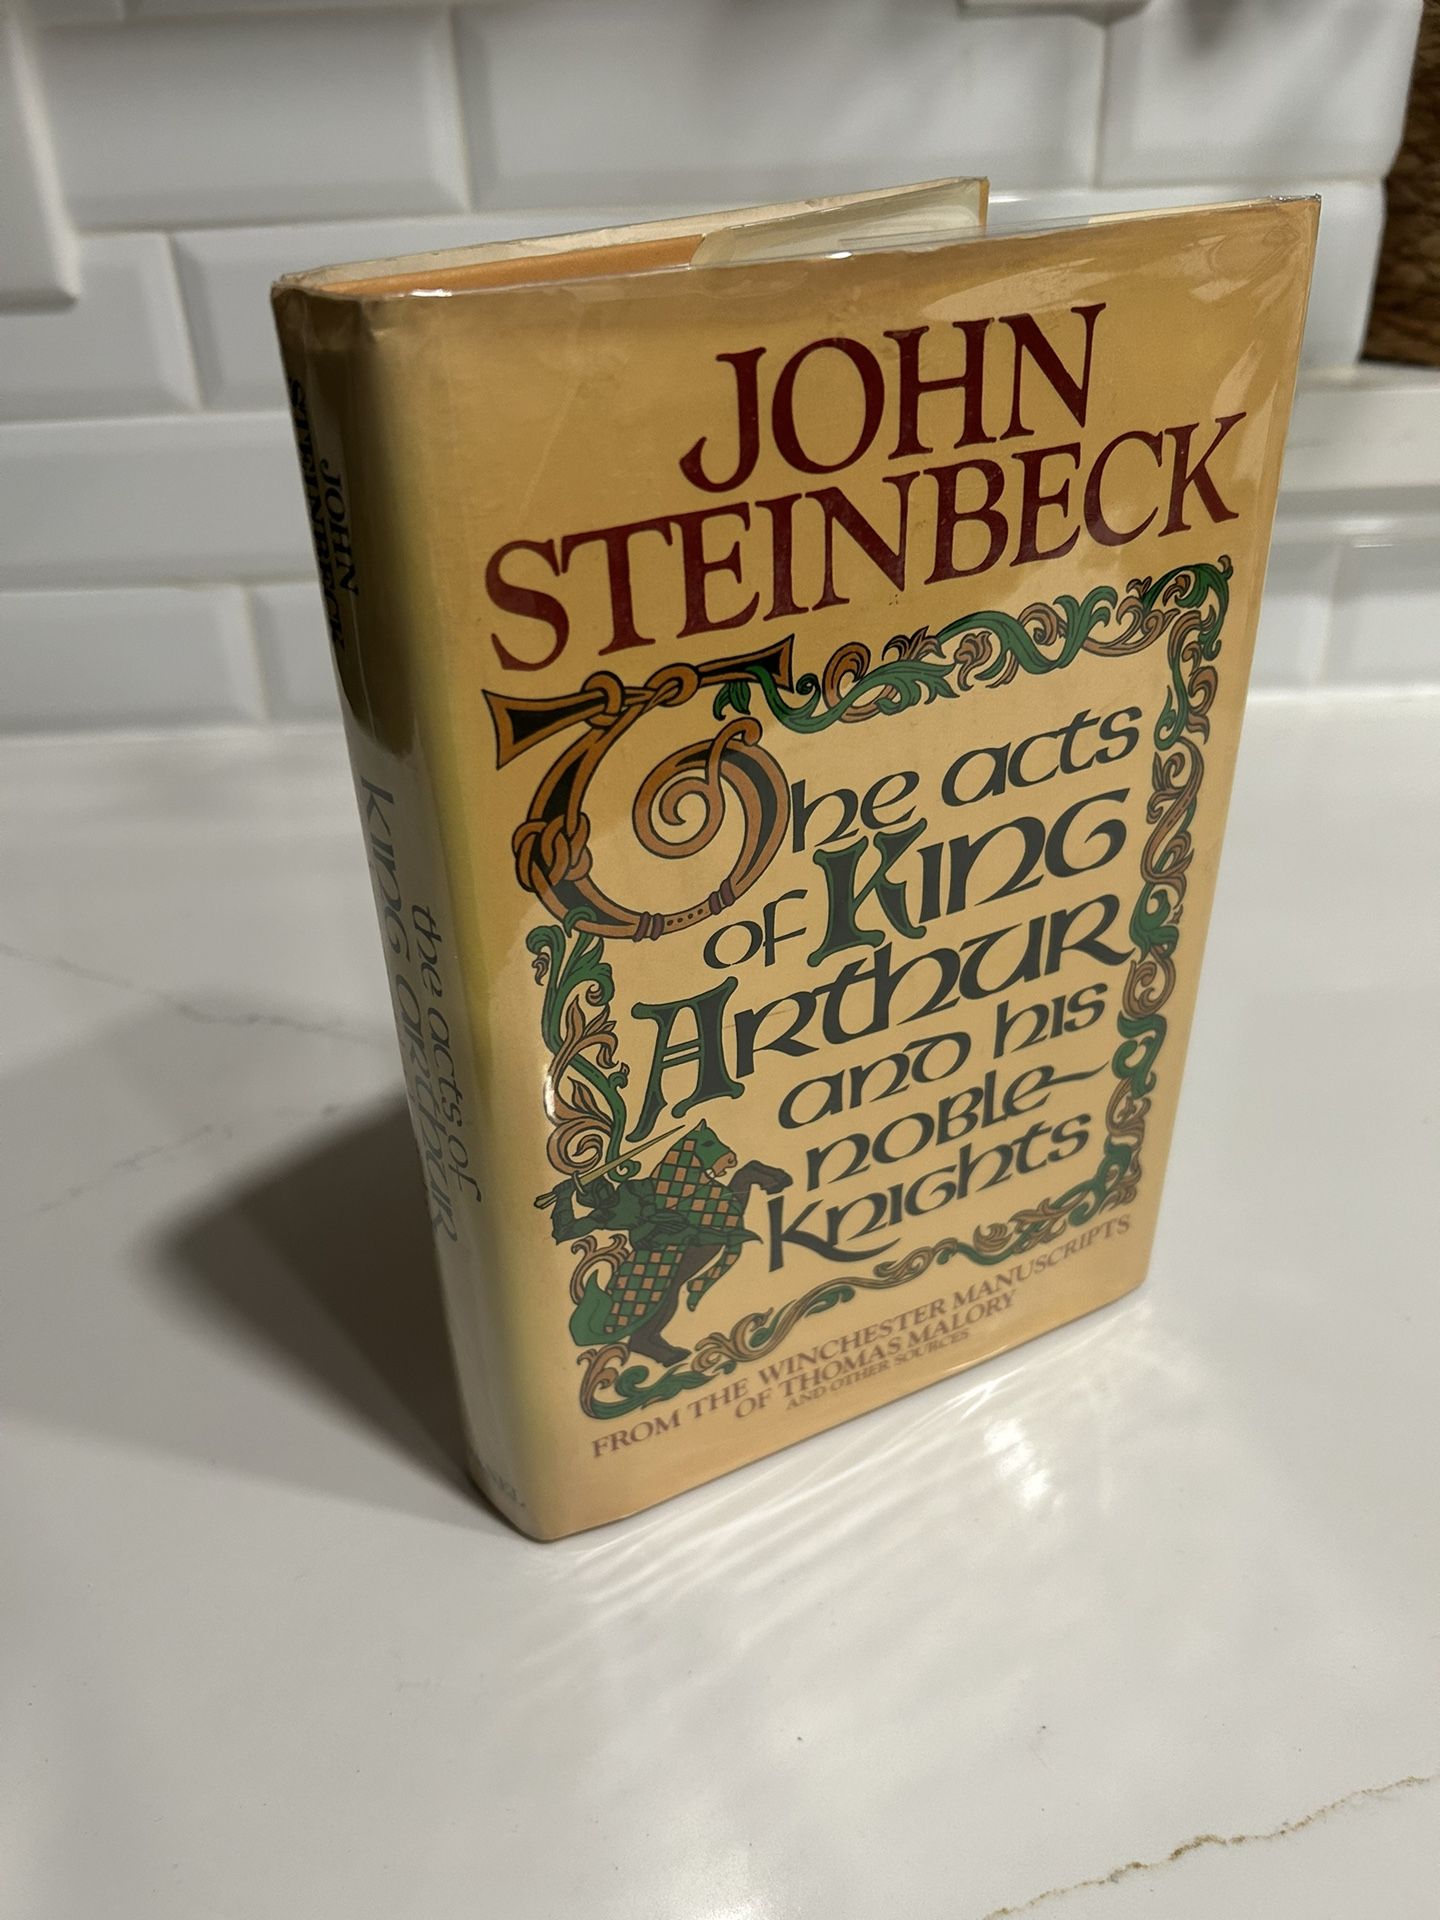 JOHN
STEINBECK
The acts
of King
Arthur
and his
noble
knights
FROM THE WINCHESTER MANUSCRIPTS
OF THOMAS MALORY
AND OTHER SOURCES
JOHN
STEINBECK
the acts of
King Arthur